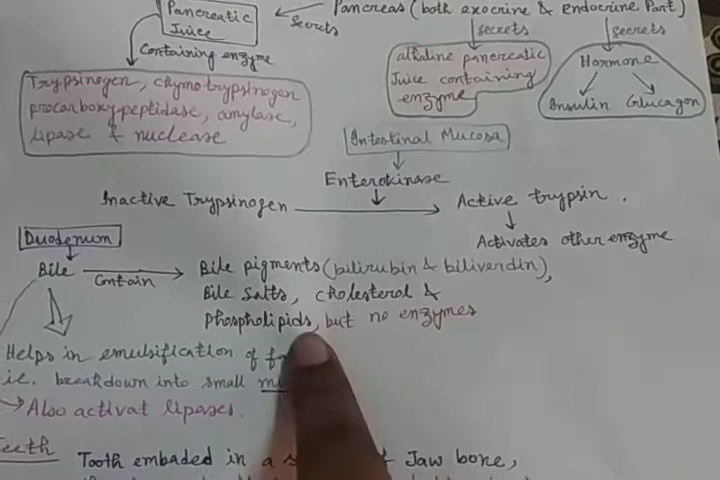 Pancreatic
Juice
Secrets
Pancreas (both exocrine & endocrine Part)
Containing enzyme
secrets
secrets
Trypsinogen, chymotrypsinogen
procarboxypeptidase, amylase,
lipase & nuclease
alkaline pancreatic
Juice containing
enzyme
Hormone
Insulin Glucagon
Intestinal Mucosa
Enterokinase
Inactive Trypsinogen
Active trypsin.
Activates other enzyme
Duodenum
Bile
Contain
Bile pigments (bilirubin & biliverdin),
Bile Salts, cholesterol &
phospholipids, but no enzymes
Helps in emulsification of
i.e. breakdown into small
Also activat lipases.
Teeth
Tooth embaded in a Jaw bone,